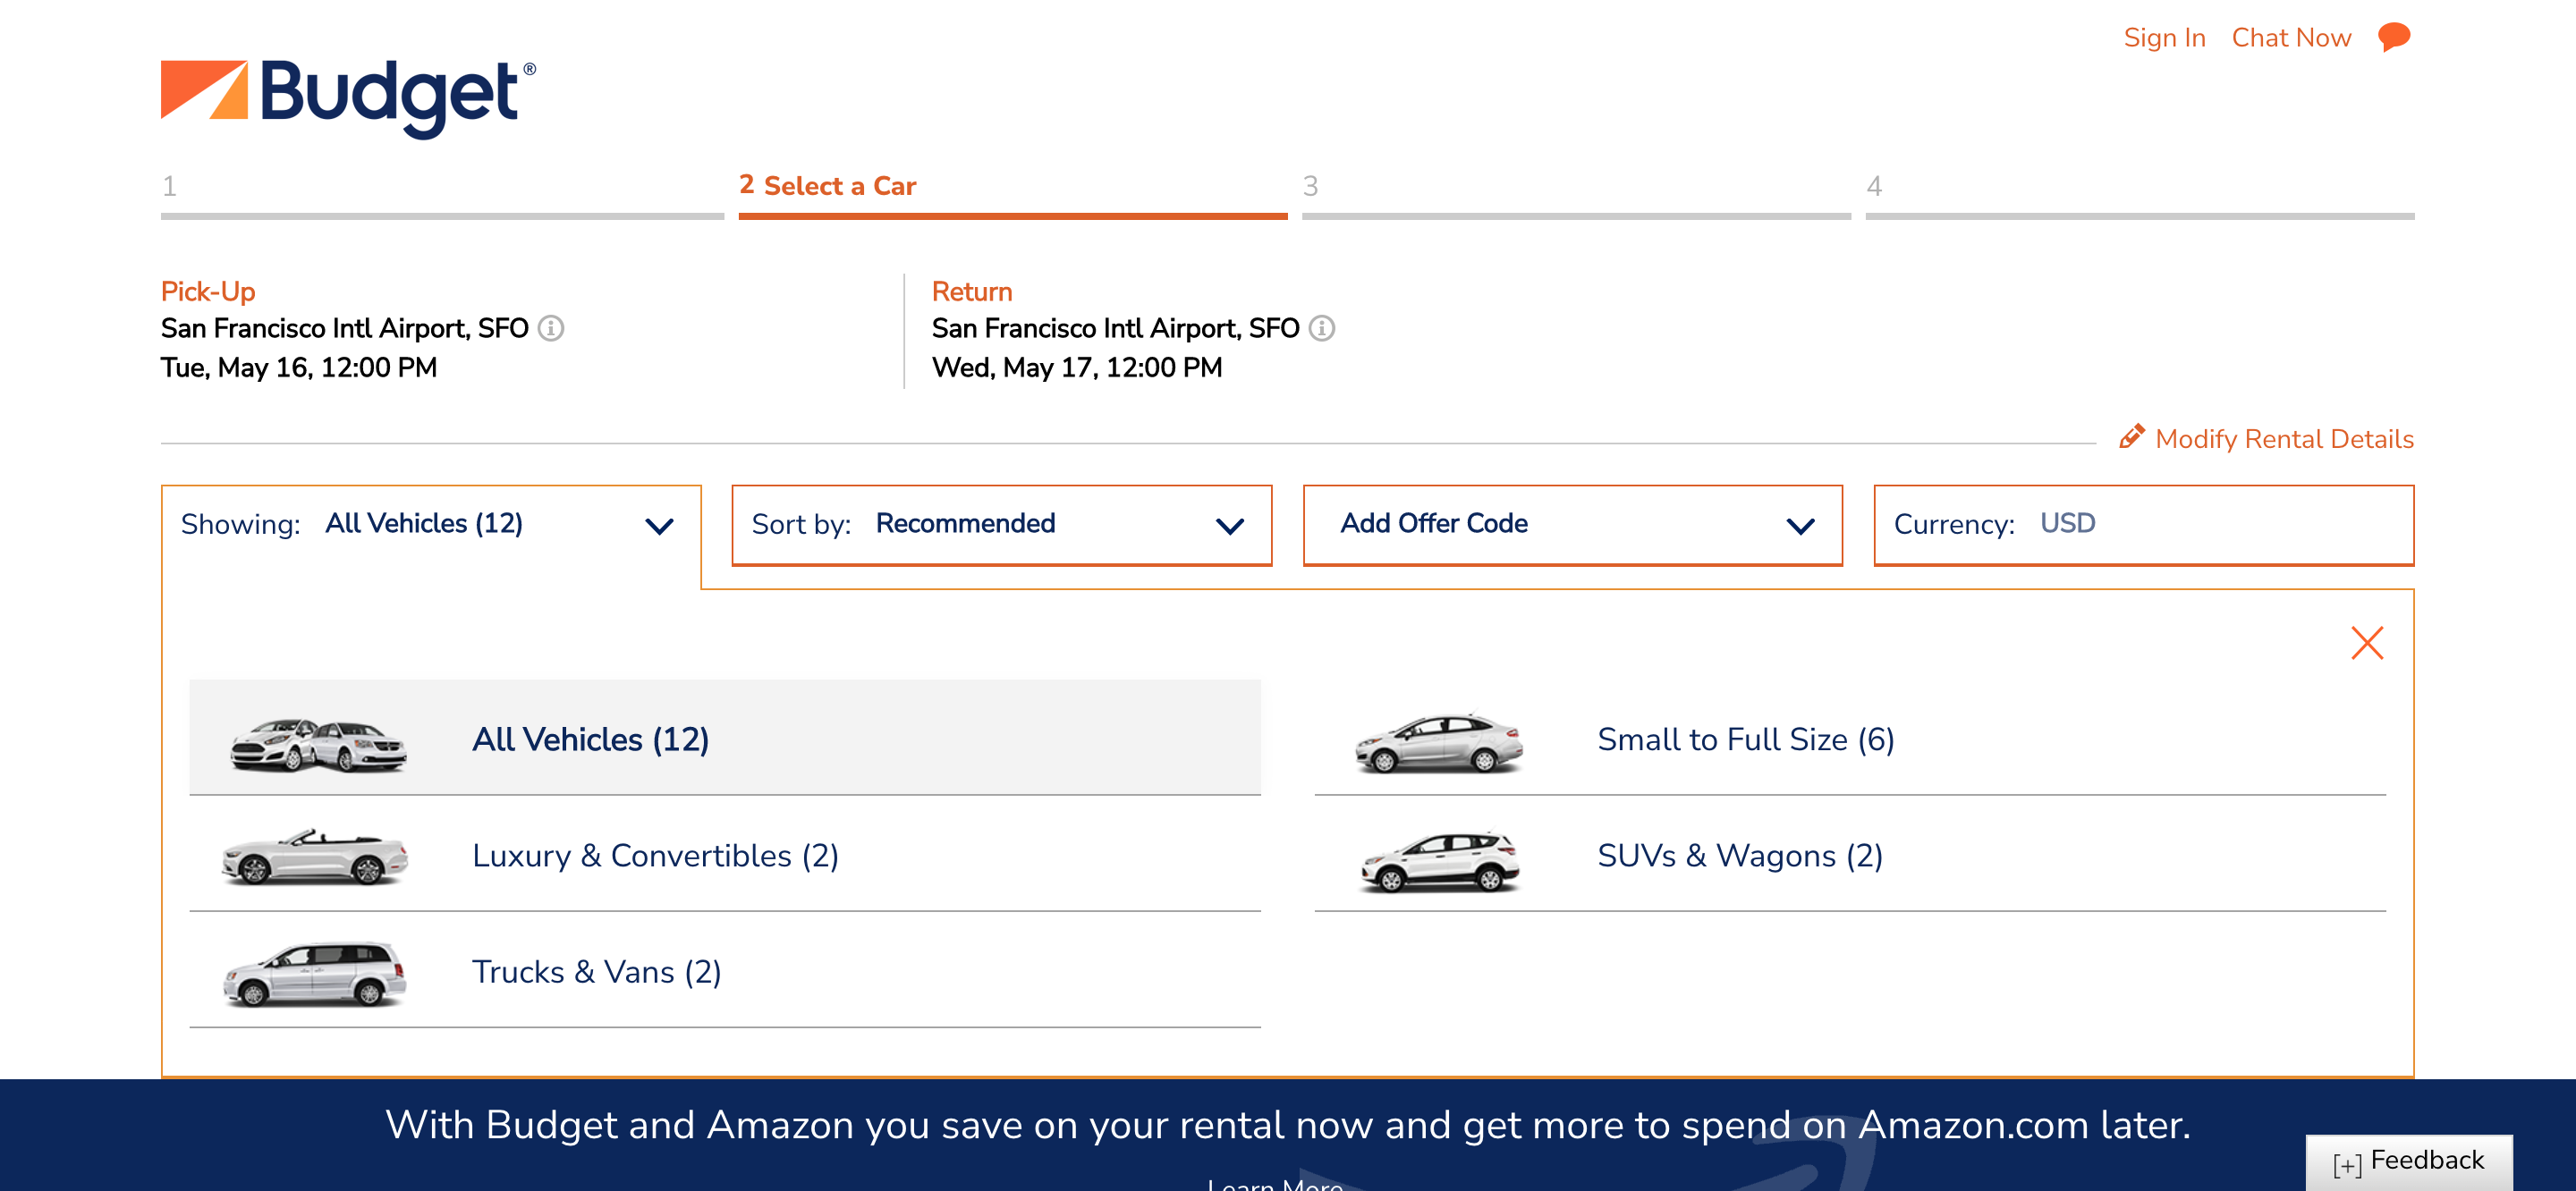 Sign In Chat Now
Budget®
1
2 Select a Car
3
4
Pick-Up
San Francisco Intl Airport, SFO
Tue, May 16, 12:00 PM
Return
San Francisco Intl Airport, SFO
Wed, May 17, 12:00 PM
Modify Rental Details
Showing: All Vehicles (12)
Sort by: Recommended
Add Offer Code
Currency: USD
All Vehicles (12)
Small to Full Size (6)
Luxury & Convertibles (2)
SUVs & Wagons (2)
Trucks & Vans (2)
With Budget and Amazon you save on your rental now and get more to spend on Amazon.com later.
Learn More
[+] Feedback